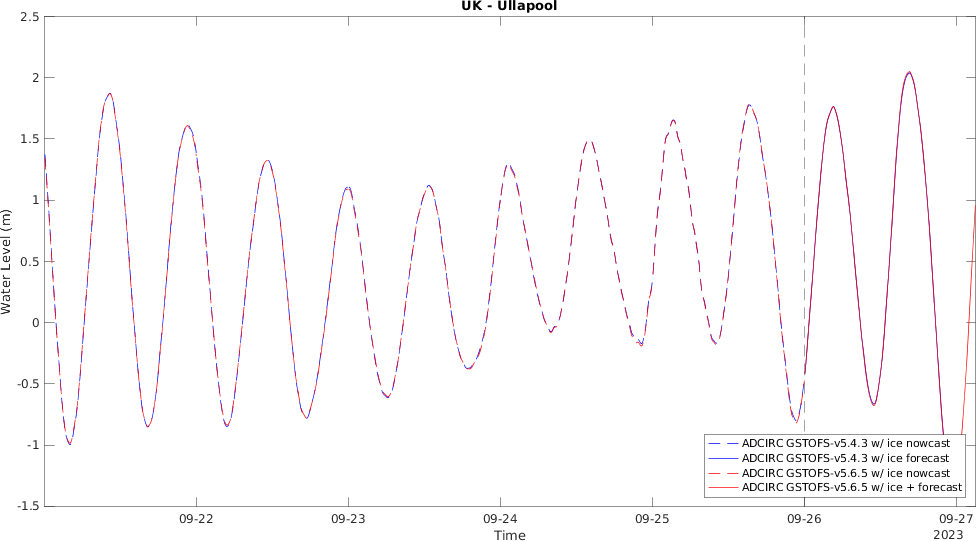 UK - Ullapool
2.5
2
1.5
1
0.5
0
-0.5
-1
-1.5
Water Level (m)
ADCIRC GSTOFS-v5.4.3 w/ ice nowcast
ADCIRC GSTOFS-v5.4.3 w/ ice forecast
ADCIRC GSTOFS-v5.6.5 w/ ice nowcast
ADCIRC GSTOFS-v5.6.5 w/ ice + forecast
09-22 09-23 09-24 09-25 09-26 09-27
Time
2023